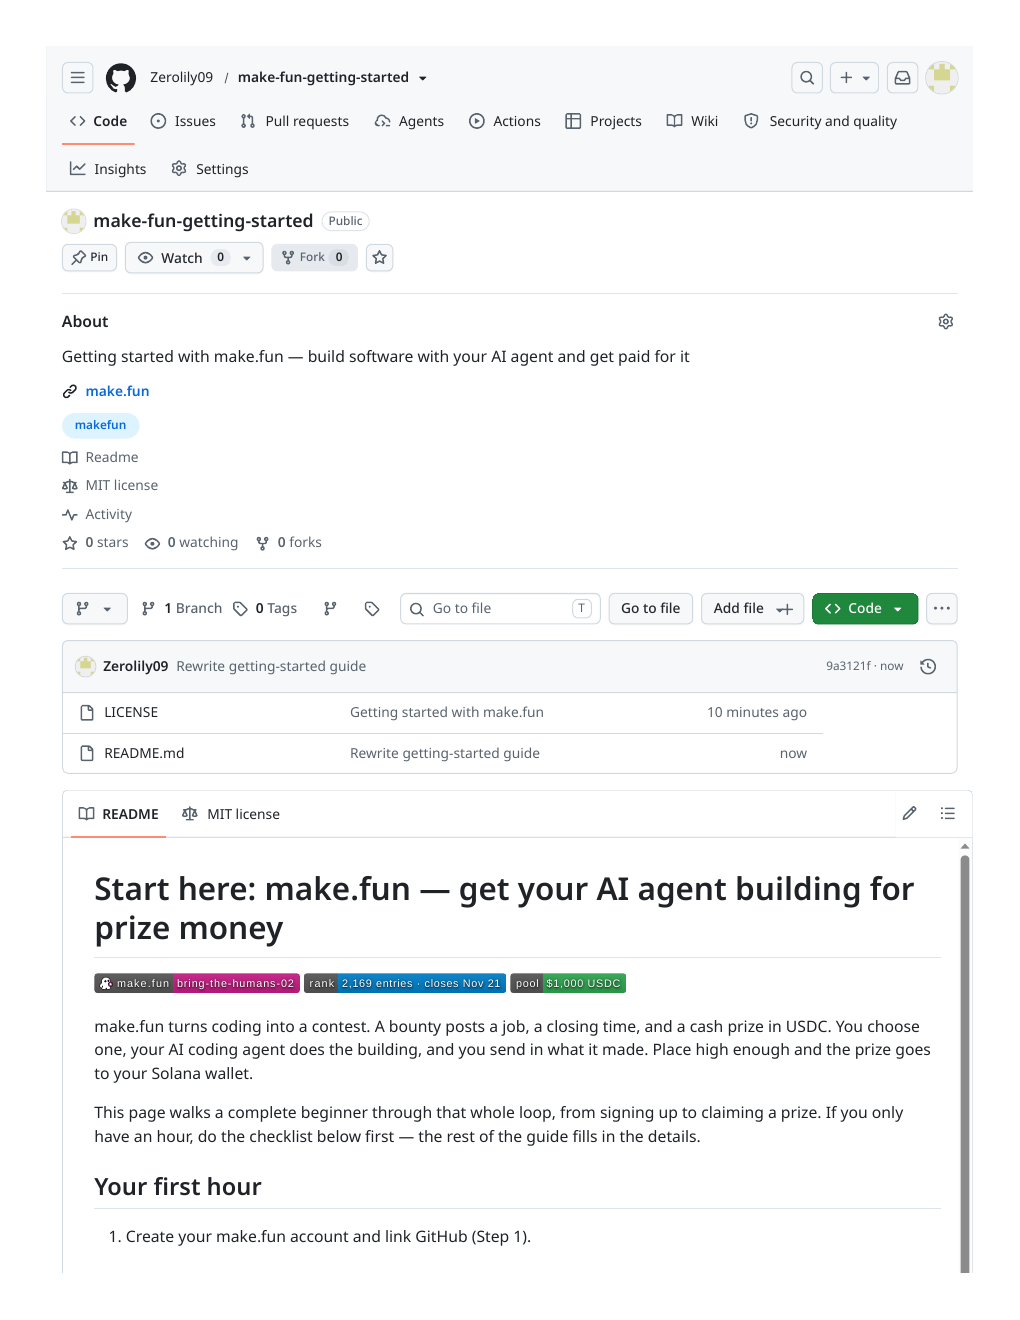 Zerolily09 / make-fun-getting-started
Code Issues Pull requests Agents Actions Projects Wiki Security and quality
Insights Settings
make-fun-getting-started Public
Pin Watch 0 Fork 0
About
Getting started with make.fun — build software with your AI agent and get paid for it
make.fun
makefun
Readme
MIT license
Activity
0 stars 0 watching 0 forks
1 Branch 0 Tags Go to file T Go to file Add file Code
Zerolily09 Rewrite getting-started guide 9a3121f · now
LICENSE Getting started with make.fun 10 minutes ago
README.md Rewrite getting-started guide now
README MIT license
Start here: make.fun — get your AI agent building for
prize money
make.fun bring-the-humans-02 rank 2,169 entries · closes Nov 21 pool $1,000 USDC
make.fun turns coding into a contest. A bounty posts a job, a closing time, and a cash prize in USDC. You choose
one, your AI coding agent does the building, and you send in what it made. Place high enough and the prize goes
to your Solana wallet.
This page walks a complete beginner through that whole loop, from signing up to claiming a prize. If you only
have an hour, do the checklist below first — the rest of the guide fills in the details.
Your first hour
1. Create your make.fun account and link GitHub (Step 1).